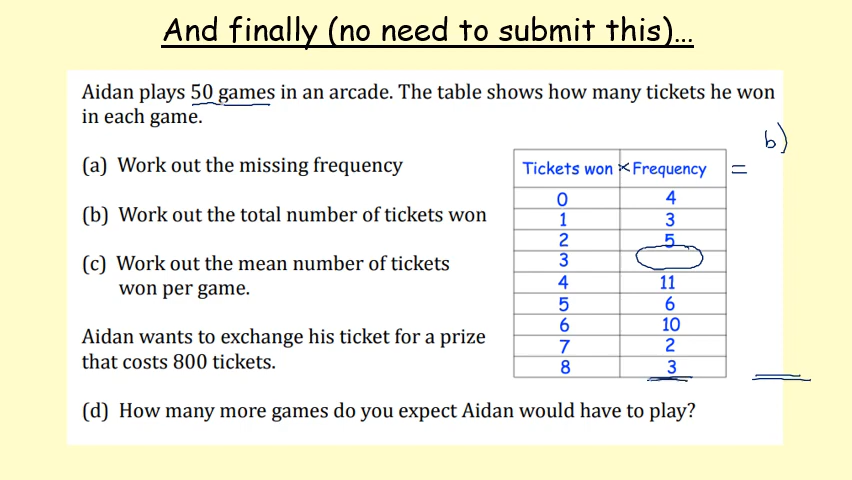 And finally (no need to submit this)…
Aidan plays 50 games in an arcade. The table shows how many tickets he won
in each game.
b)
(a) Work out the missing frequency
(b) Work out the total number of tickets won
(c) Work out the mean number of tickets
won per game.
Aidan wants to exchange his ticket for a prize
that costs 800 tickets.
(d) How many more games do you expect Aidan would have to play?
Tickets won × Frequency =
0 4
1 3
2 5
3
4 11
5 6
6 10
7 2
8 3